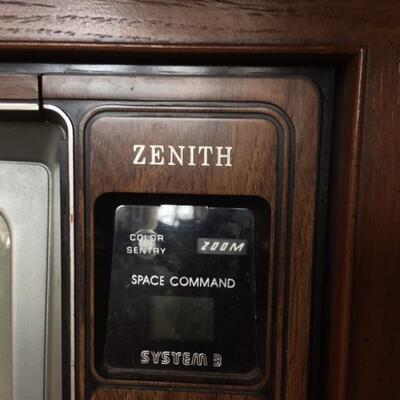 ZENITH
COLOR SENTRY
ZOOM
SPACE COMMAND
SYSTEM 3